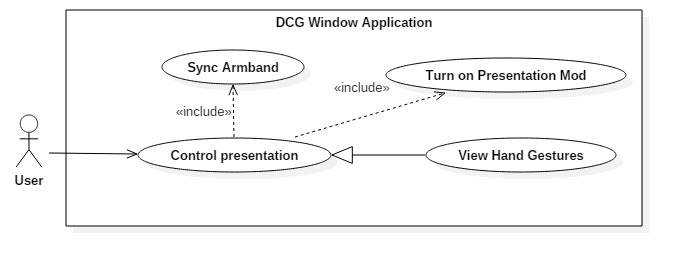 DCG Window Application
Sync Armband
Turn on Presentation Mod
«include»
«include»
Control presentation
View Hand Gestures
User